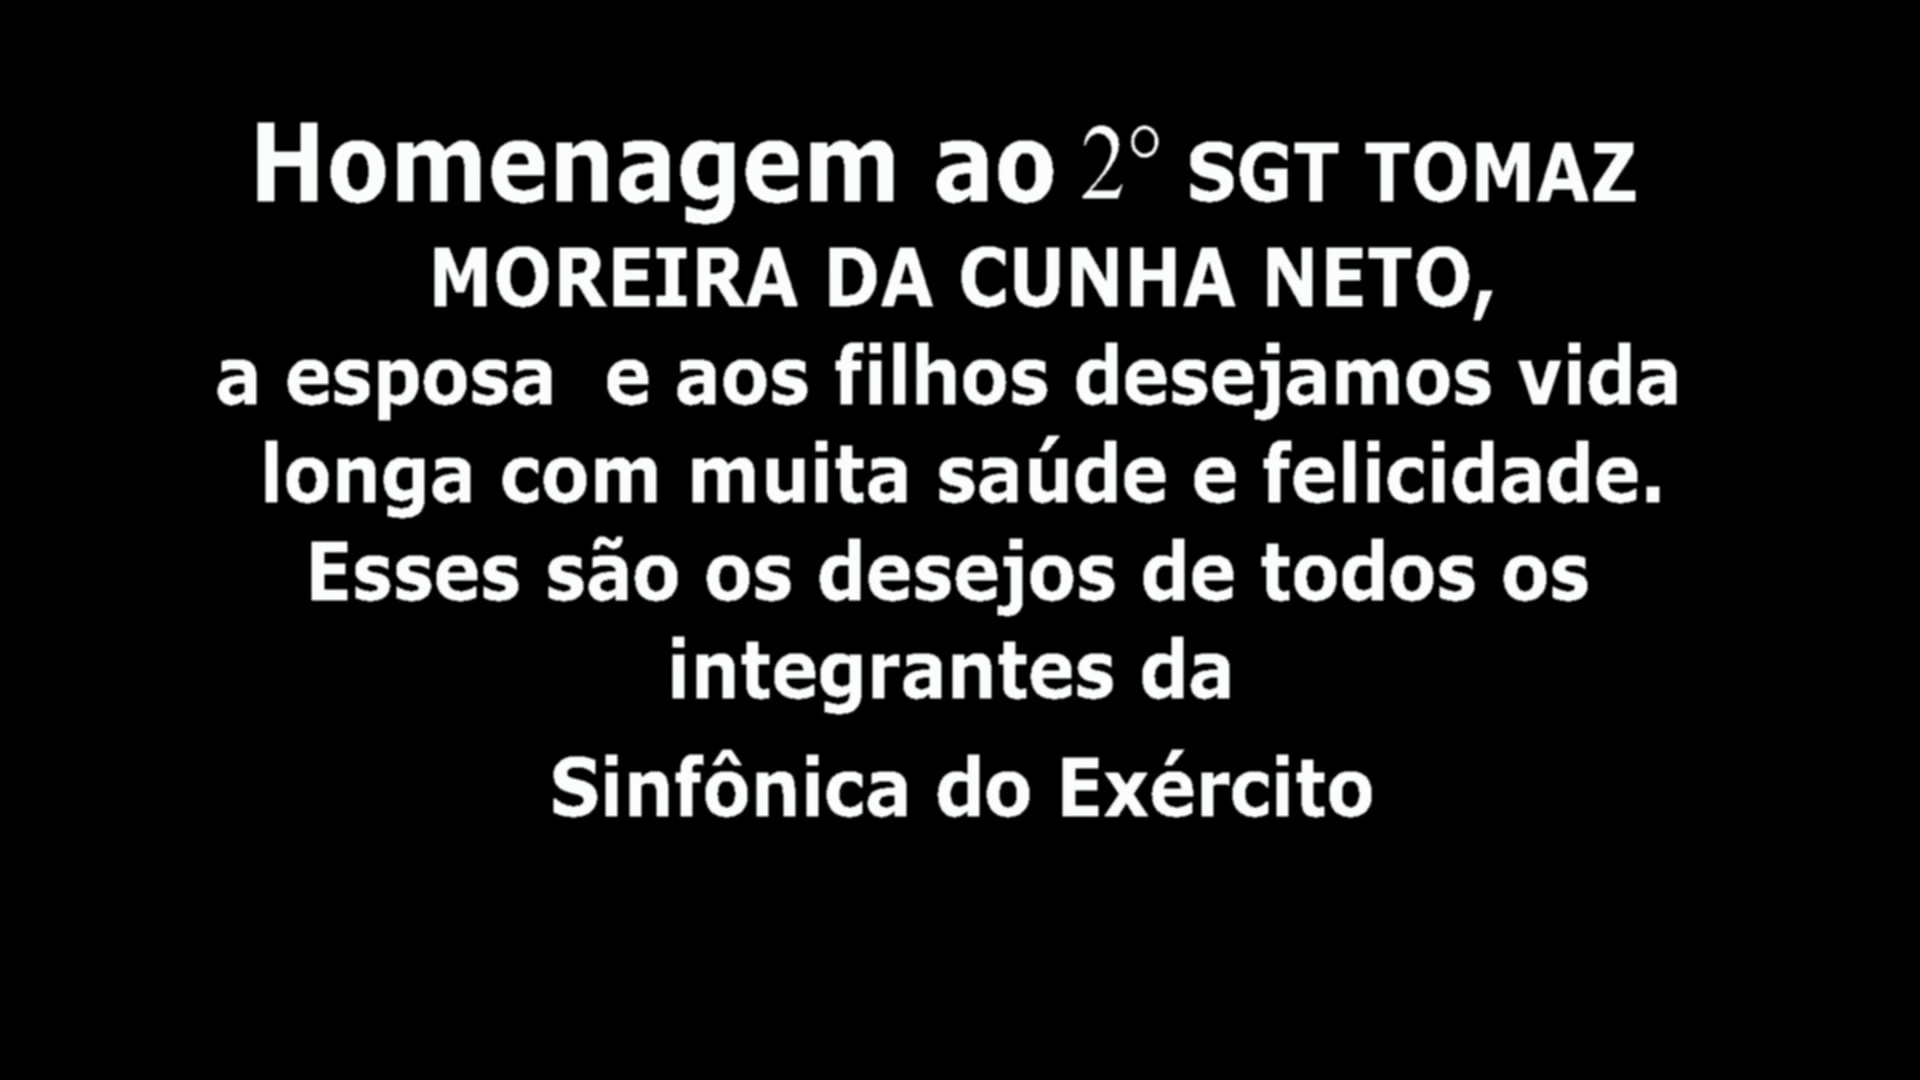 Homenagem ao 2° SGT TOMAZ
MOREIRA DA CUNHA NETO,
a esposa  e aos filhos desejamos vida
longa com muita saúde e felicidade.
Esses são os desejos de todos os
integrantes da
Sinfônica do Exército